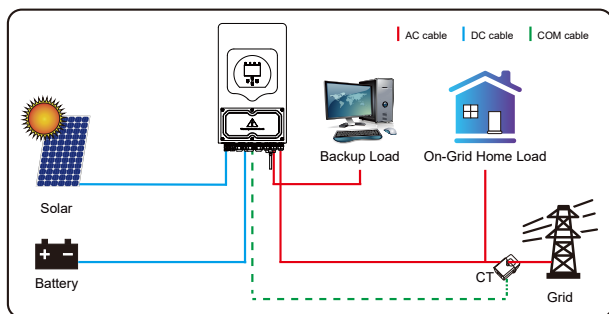 AC cable
DC cable
COM cable
Backup Load
On-Grid Home Load
Solar
Battery
CT
Grid